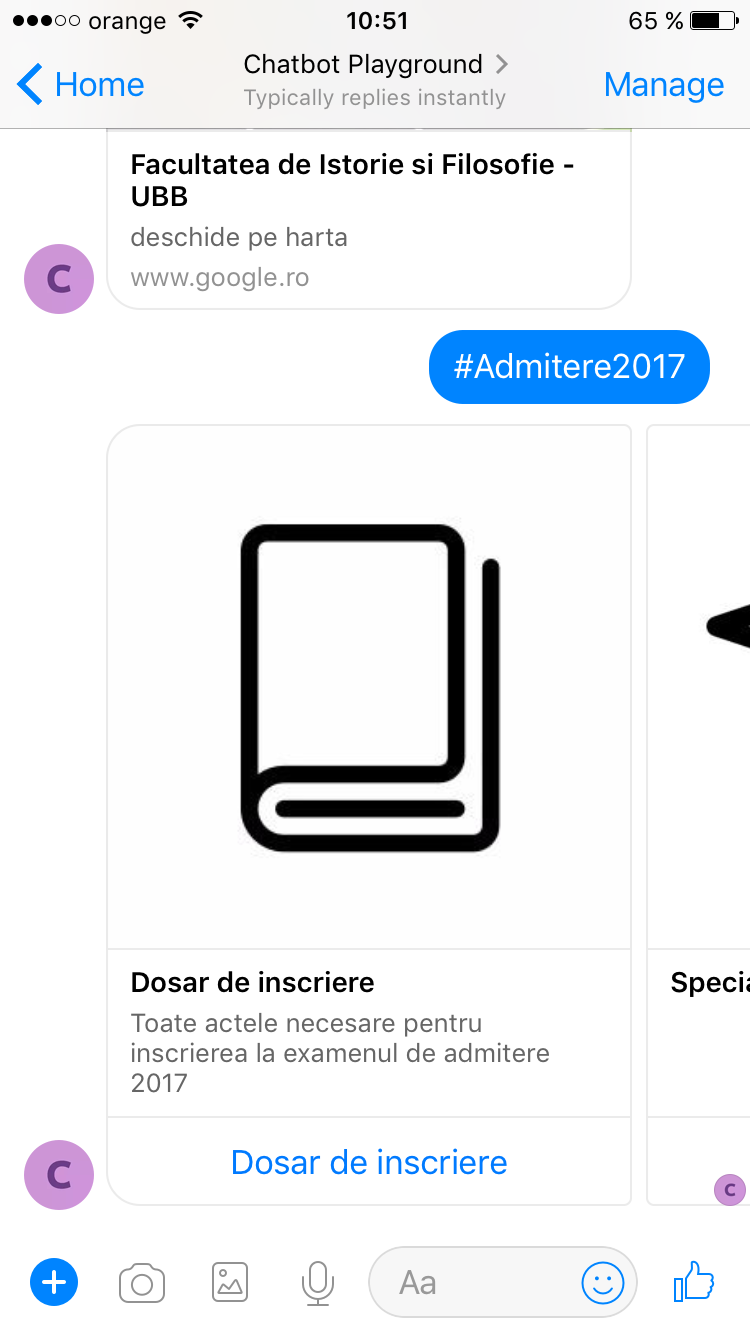 orange 10:51 65 %
Home Chatbot Playground Manage
Typically replies instantly
Facultatea de Istorie si Filosofie -
UBB
deschide pe harta
www.google.ro
C
#Admitere2017
Dosar de inscriere
Toate actele necesare pentru
inscrierea la examenul de admitere
2017
Dosar de inscriere
C
C
Aa